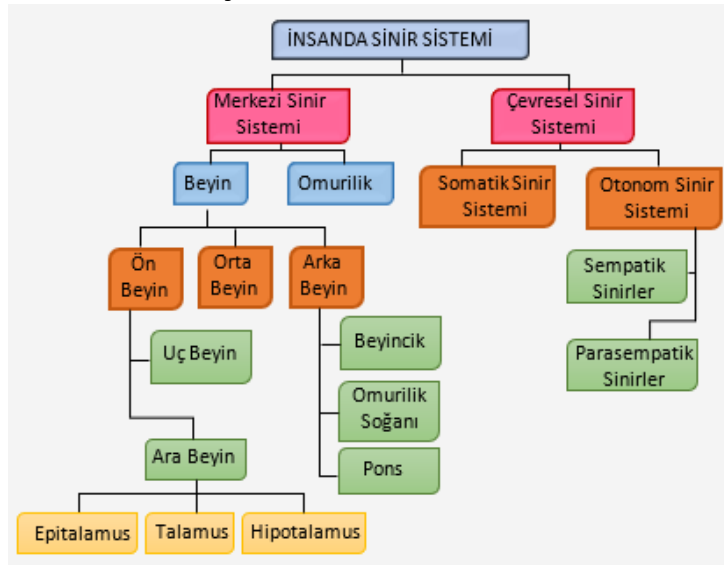 İNSANDA SİNİR SİSTEMİ
Merkezi Sinir
Sistemi
Çevresel Sinir
Sistemi
Beyin
Omurilik
Somatik Sinir
Sistemi
Otonom Sinir
Sistemi
Ön
Beyin
Orta
Beyin
Arka
Beyin
Sempatik
Sinirler
Uç Beyin
Beyincik
Parasempatik
Sinirler
Omurilik
Soğanı
Ara Beyin
Pons
Epitalamus
Talamus
Hipotalamus